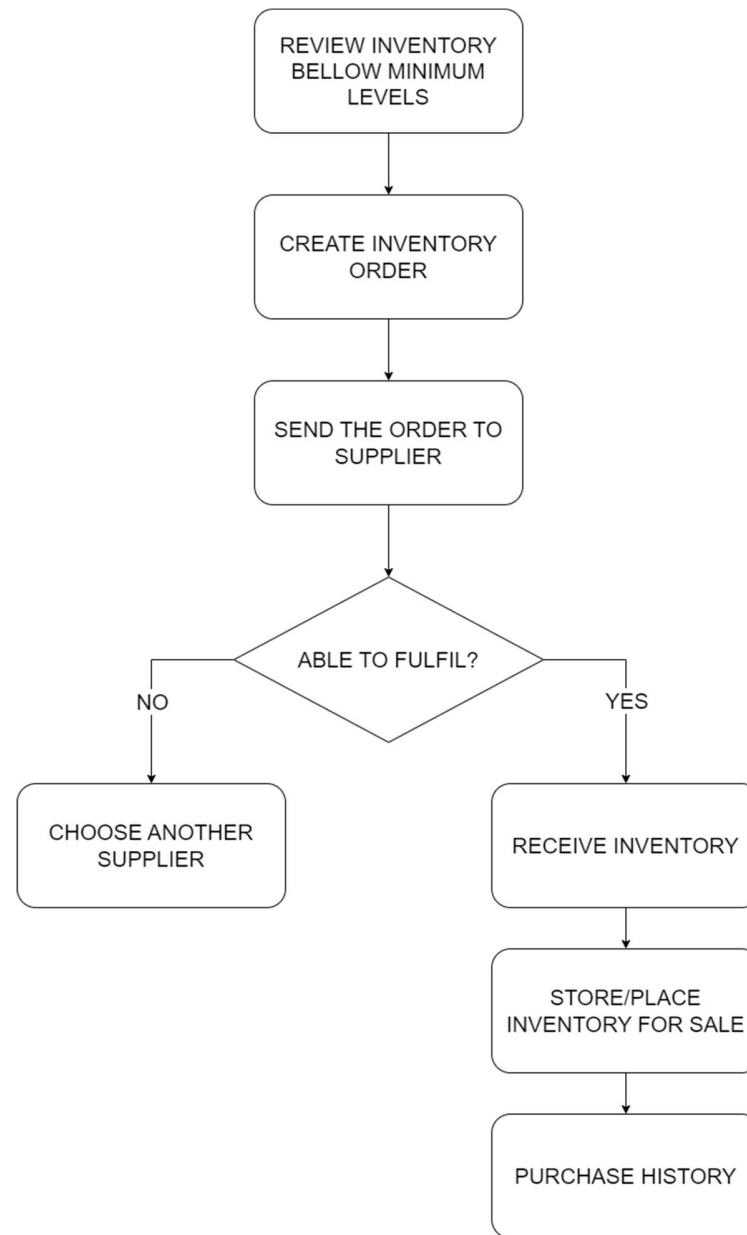 REVIEW INVENTORY
BELLOW MINIMUM
LEVELS
CREATE INVENTORY
ORDER
SEND THE ORDER TO
SUPPLIER
ABLE TO FULFIL?
NO
YES
CHOOSE ANOTHER
SUPPLIER
RECEIVE INVENTORY
STORE/PLACE
INVENTORY FOR SALE
PURCHASE HISTORY